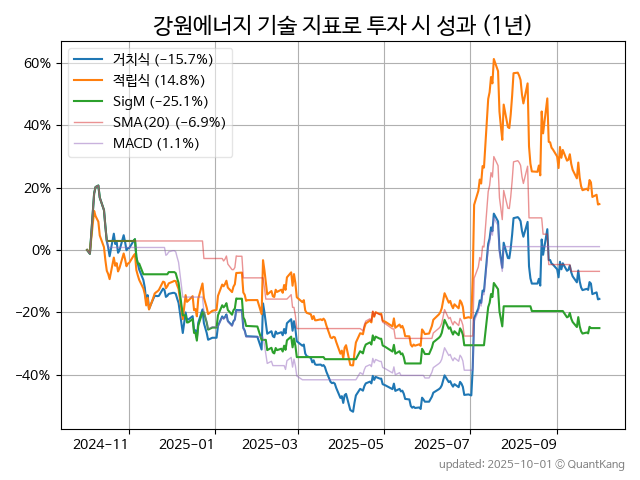 강원에너지 기술 지표로 투자 시 성과 (1년)
거치식 (-15.7%)
적립식 (14.8%)
SigM (-25.1%)
SMA(20) (-6.9%)
MACD (1.1%)
60%
40%
20%
0%
-20%
-40%
2024-11 2025-01 2025-03 2025-05 2025-07 2025-09
updated: 2025-10-01 © QuantKang